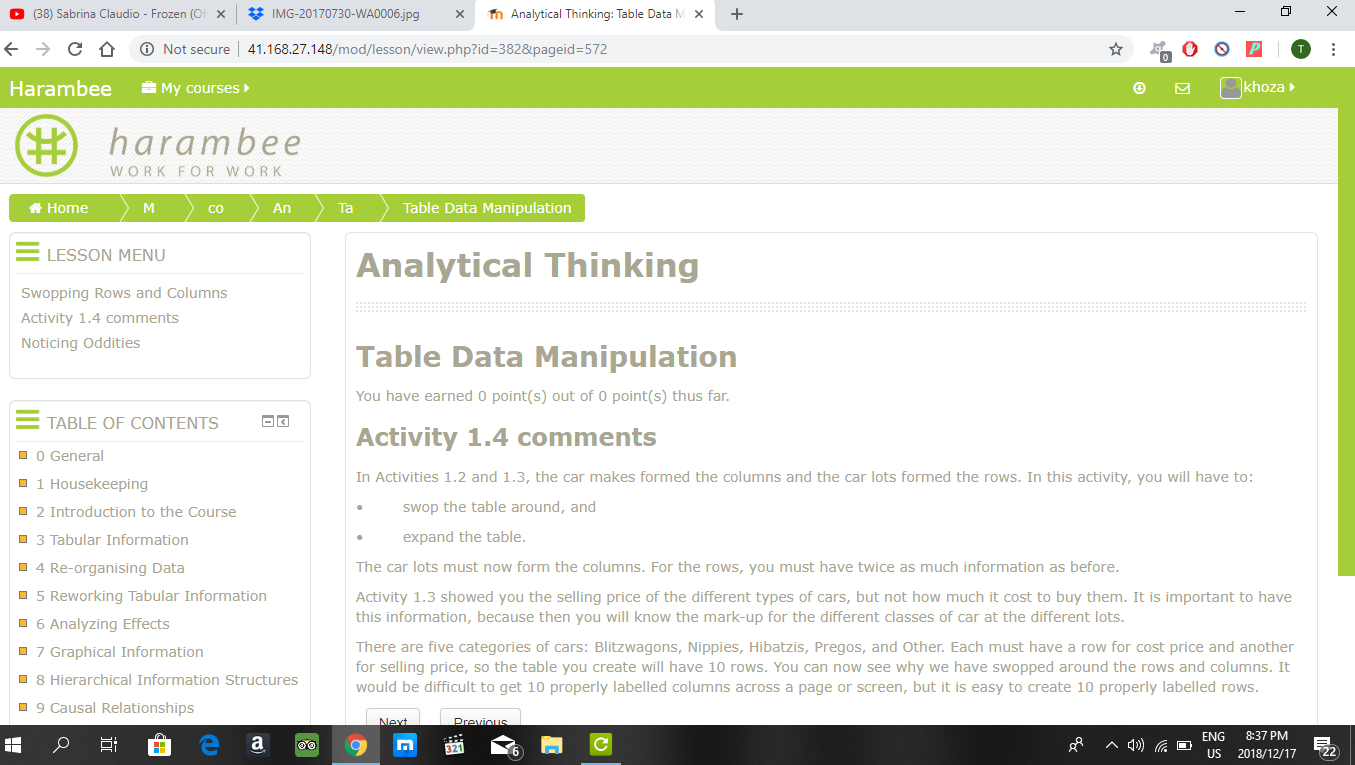 (38) Sabrina Claudio - Frozen (Of
IMG-20170730-WA0006.jpg
Analytical Thinking: Table Data M
Not secure | 41.168.27.148/mod/lesson/view.php?id=382&pageid=572
0
T
Harambee
My courses
khoza
harambee
WORK FOR WORK
Home
M
co
An
Ta
Table Data Manipulation
LESSON MENU
Swopping Rows and Columns
Activity 1.4 comments
Noticing Oddities
TABLE OF CONTENTS
0 General
1 Housekeeping
2 Introduction to the Course
3 Tabular Information
4 Re-organising Data
5 Reworking Tabular Information
6 Analyzing Effects
7 Graphical Information
8 Hierarchical Information Structures
9 Causal Relationships
Analytical Thinking
Table Data Manipulation
You have earned 0 point(s) out of 0 point(s) thus far.
Activity 1.4 comments
In Activities 1.2 and 1.3, the car makes formed the columns and the car lots formed the rows. In this activity, you will have to:
• swop the table around, and
• expand the table.
The car lots must now form the columns. For the rows, you must have twice as much information as before.
Activity 1.3 showed you the selling price of the different types of cars, but not how much it cost to buy them. It is important to have
this information, because then you will know the mark-up for the different classes of car at the different lots.
There are five categories of cars: Blitzwagons, Nippies, Hibatzis, Pregos, and Other. Each must have a row for cost price and another
for selling price, so the table you create will have 10 rows. You can now see why we have swopped around the rows and columns. It
would be difficult to get 10 properly labelled columns across a page or screen, but it is easy to create 10 properly labelled rows.
Next
Previous
321
6
ENG
US
8:37 PM
2018/12/17
22